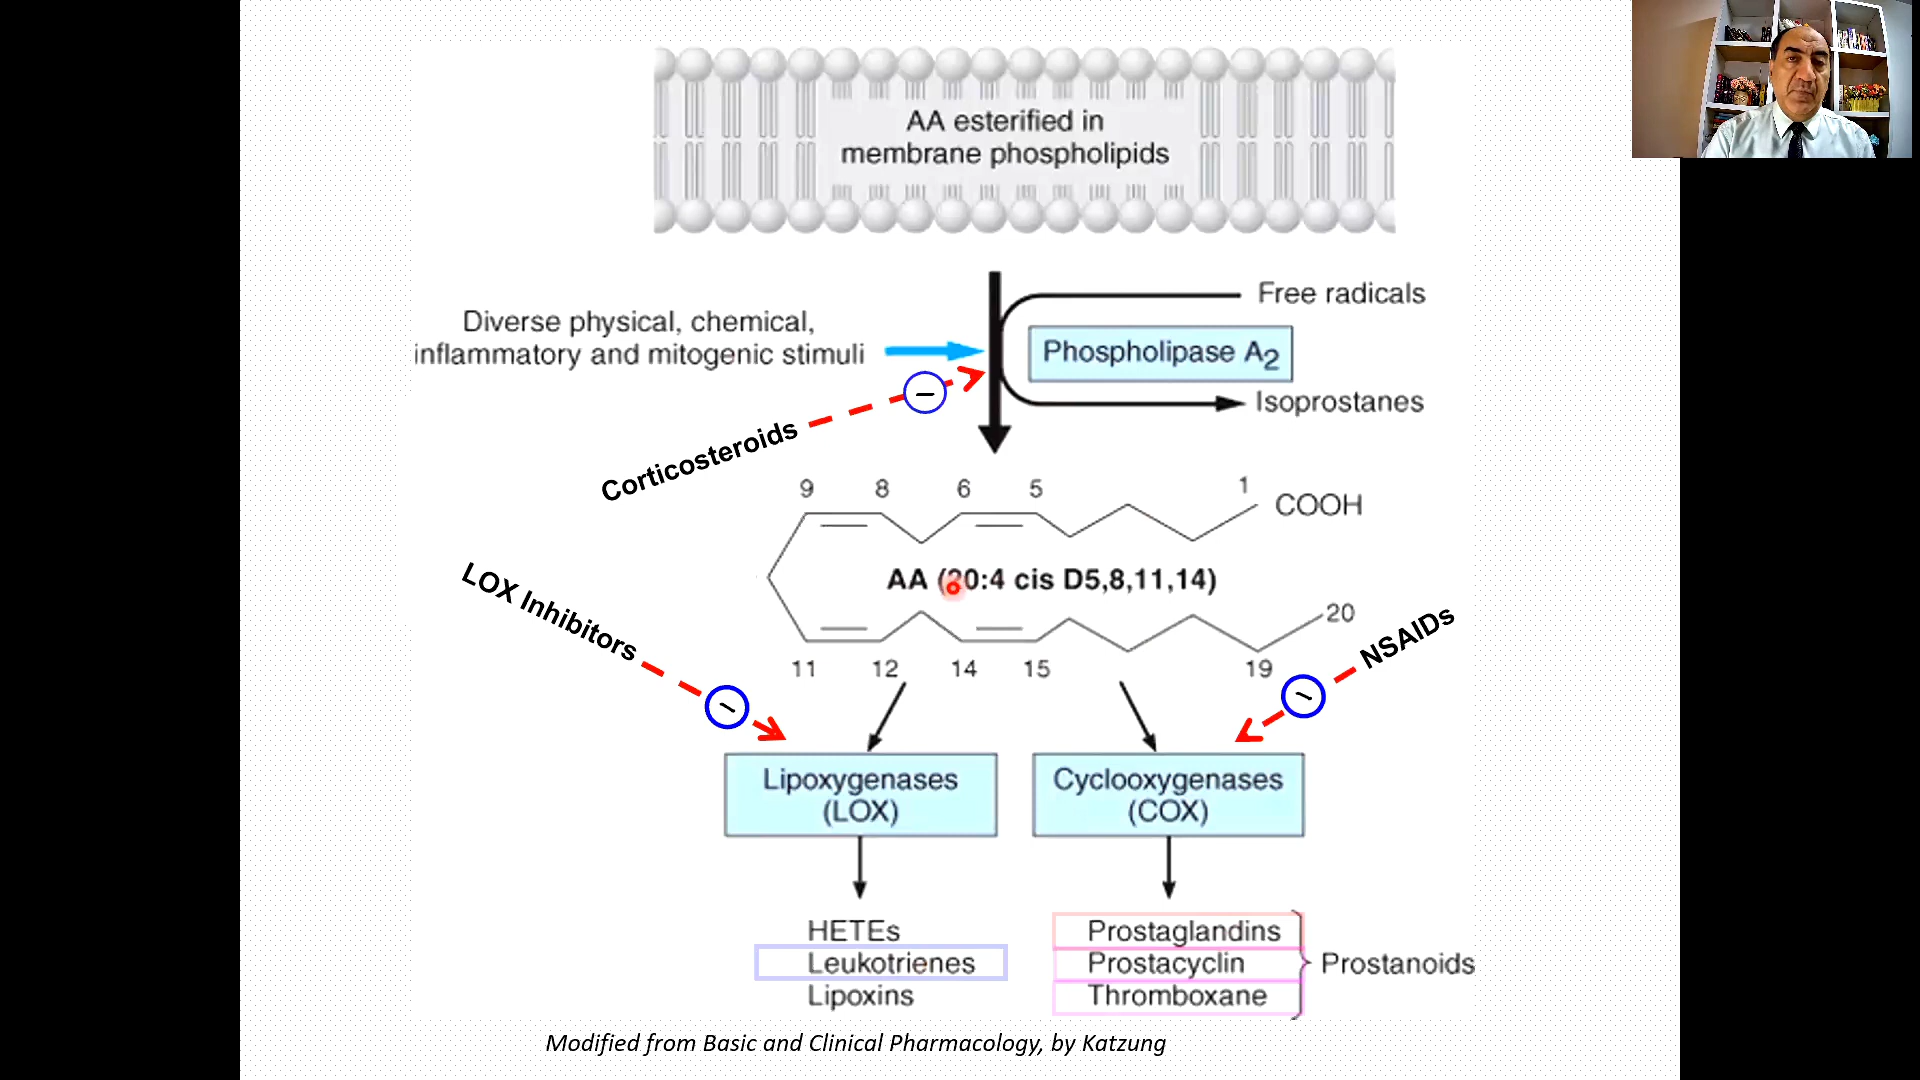 AA esterified in
membrane phospholipids
Free radicals
Diverse physical, chemical,
inflammatory and mitogenic stimuli
Phospholipase A2
Isoprostanes
Corticosteroids
9 8 6 5 1
COOH
AA (20:4 cis D5,8,11,14)
20
11 12 14 15 19
LOX Inhibitors
NSAIDs
Lipoxygenases
(LOX)
Cyclooxygenases
(COX)
HETEs
Leukotrienes
Lipoxins
Prostaglandins
Prostacyclin
Thromboxane
Prostanoids
Modified from Basic and Clinical Pharmacology, by Katzung